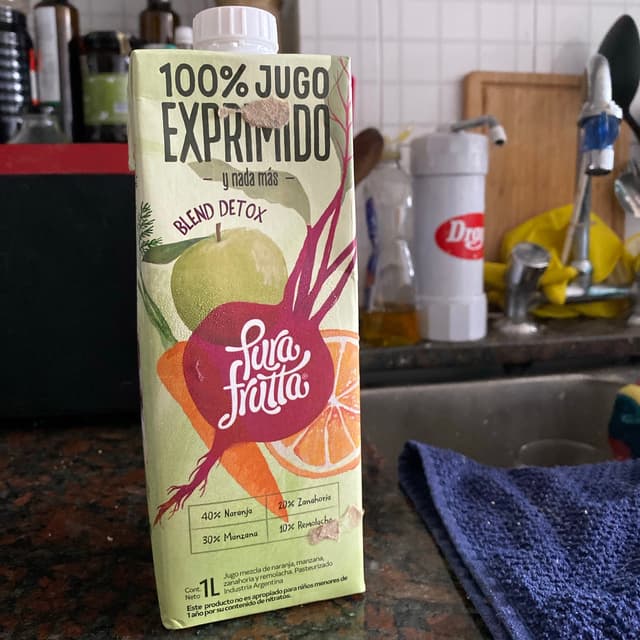 100% JUGO
EXPRIMIDO
y nada más
BLEND DETOX
Pura
frutta
40% Naranja
20% Zanahoria
30% Manzana
10% Remolacha
Cont.
Neto 1L
Jugo mezcla de naranja, manzana,
zanahoria y remolacha. Pasteurizado
Industria Argentina
Este producto no es apropiado para niños menores de
1 año por su contenido de nitratos.